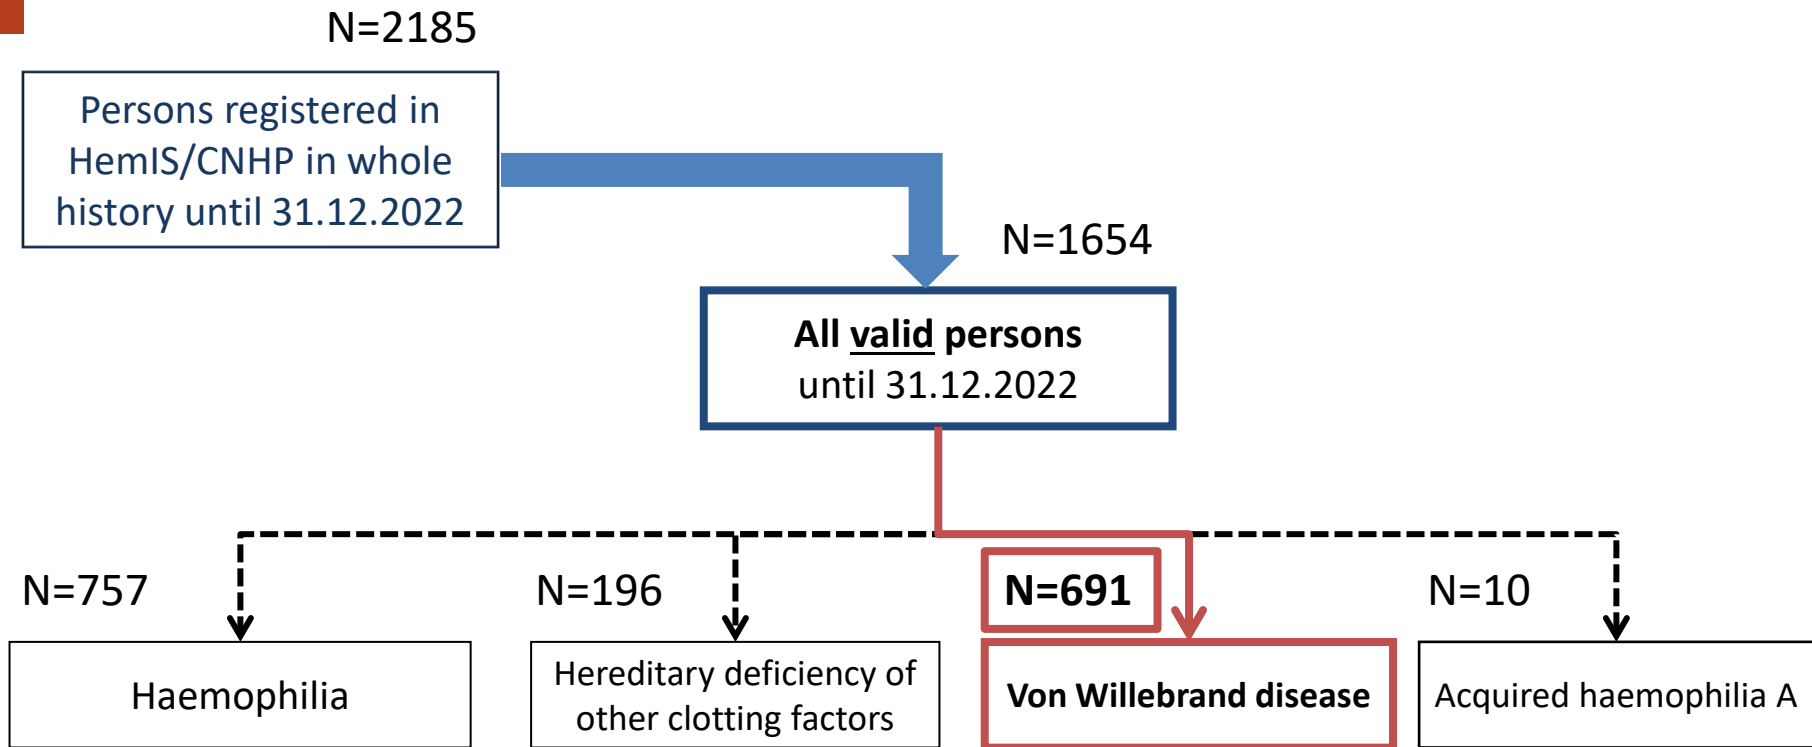 N=2185
Persons registered in
HemIS/CNHP in whole
history until 31.12.2022
N=1654
All valid persons
until 31.12.2022
N=757
N=196
N=691
N=10
Haemophilia
Hereditary deficiency of
other clotting factors
Von Willebrand disease
Acquired haemophilia A